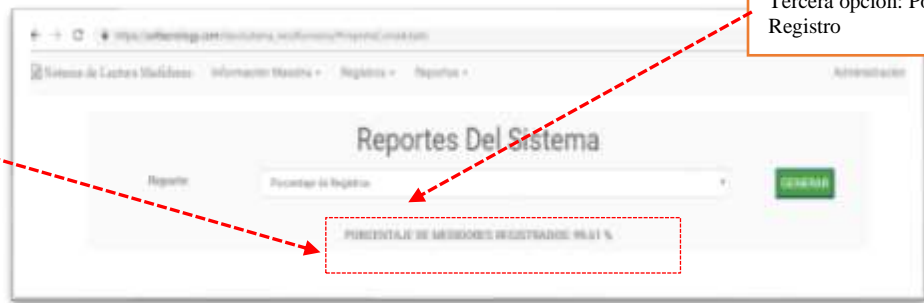 Tercera opción:
Registro
Sistema de Lectura Medidores Información Maestra Registros Reportes Administración
Reportes Del Sistema
Reporte Porcentaje de Registros GENERAR
PORCENTAJE DE MEDIDORES REGISTRADOS: 99.61 %